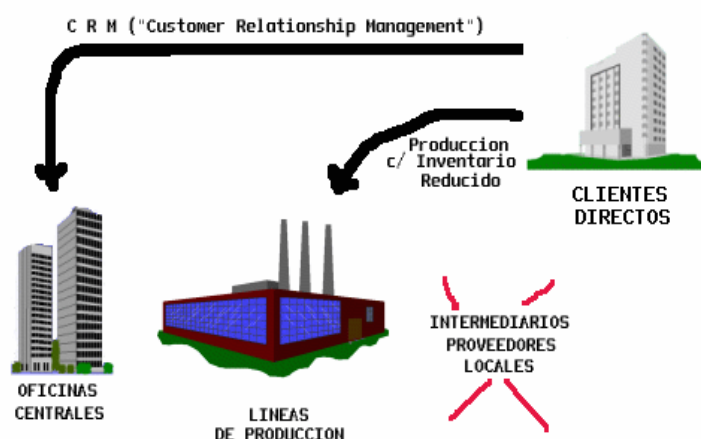 C R M ("Customer Relationship Management")
Produccion
c/ Inventario
Reducido
CLIENTES
DIRECTOS
INTERMEDIARIOS
PROVEEDORES
LOCALES
OFICINAS
CENTRALES
LINEAS
DE PRODUCCION